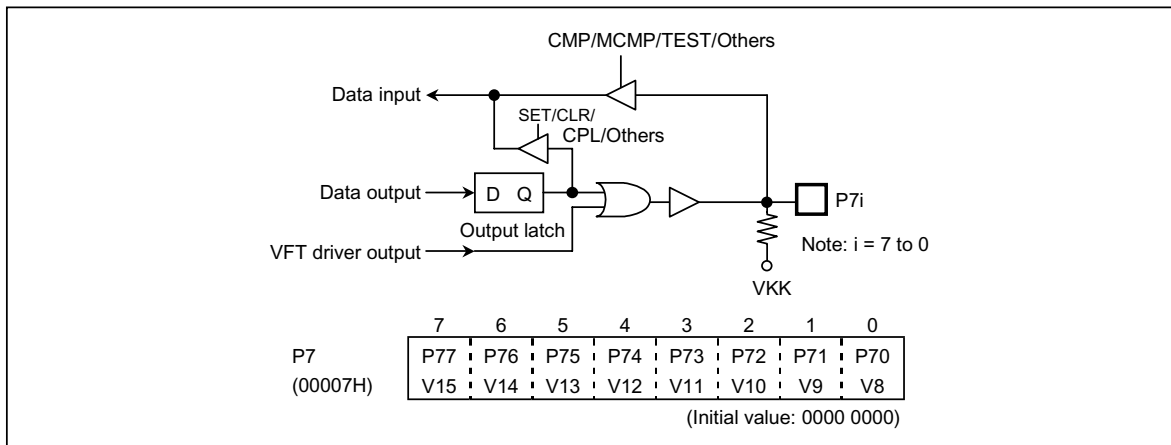 CMP/MCMP/TEST/Others
Data input
SET/CLR/
CPL/Others
Data output
D Q
P7i
Output latch
VFT driver output
Note: i = 7 to 0
VKK
7 6 5 4 3 2 1 0
P7 P77 P76 P75 P74 P73 P72 P71 P70
(00007H) V15 V14 V13 V12 V11 V10 V9 V8
(Initial value: 0000 0000)